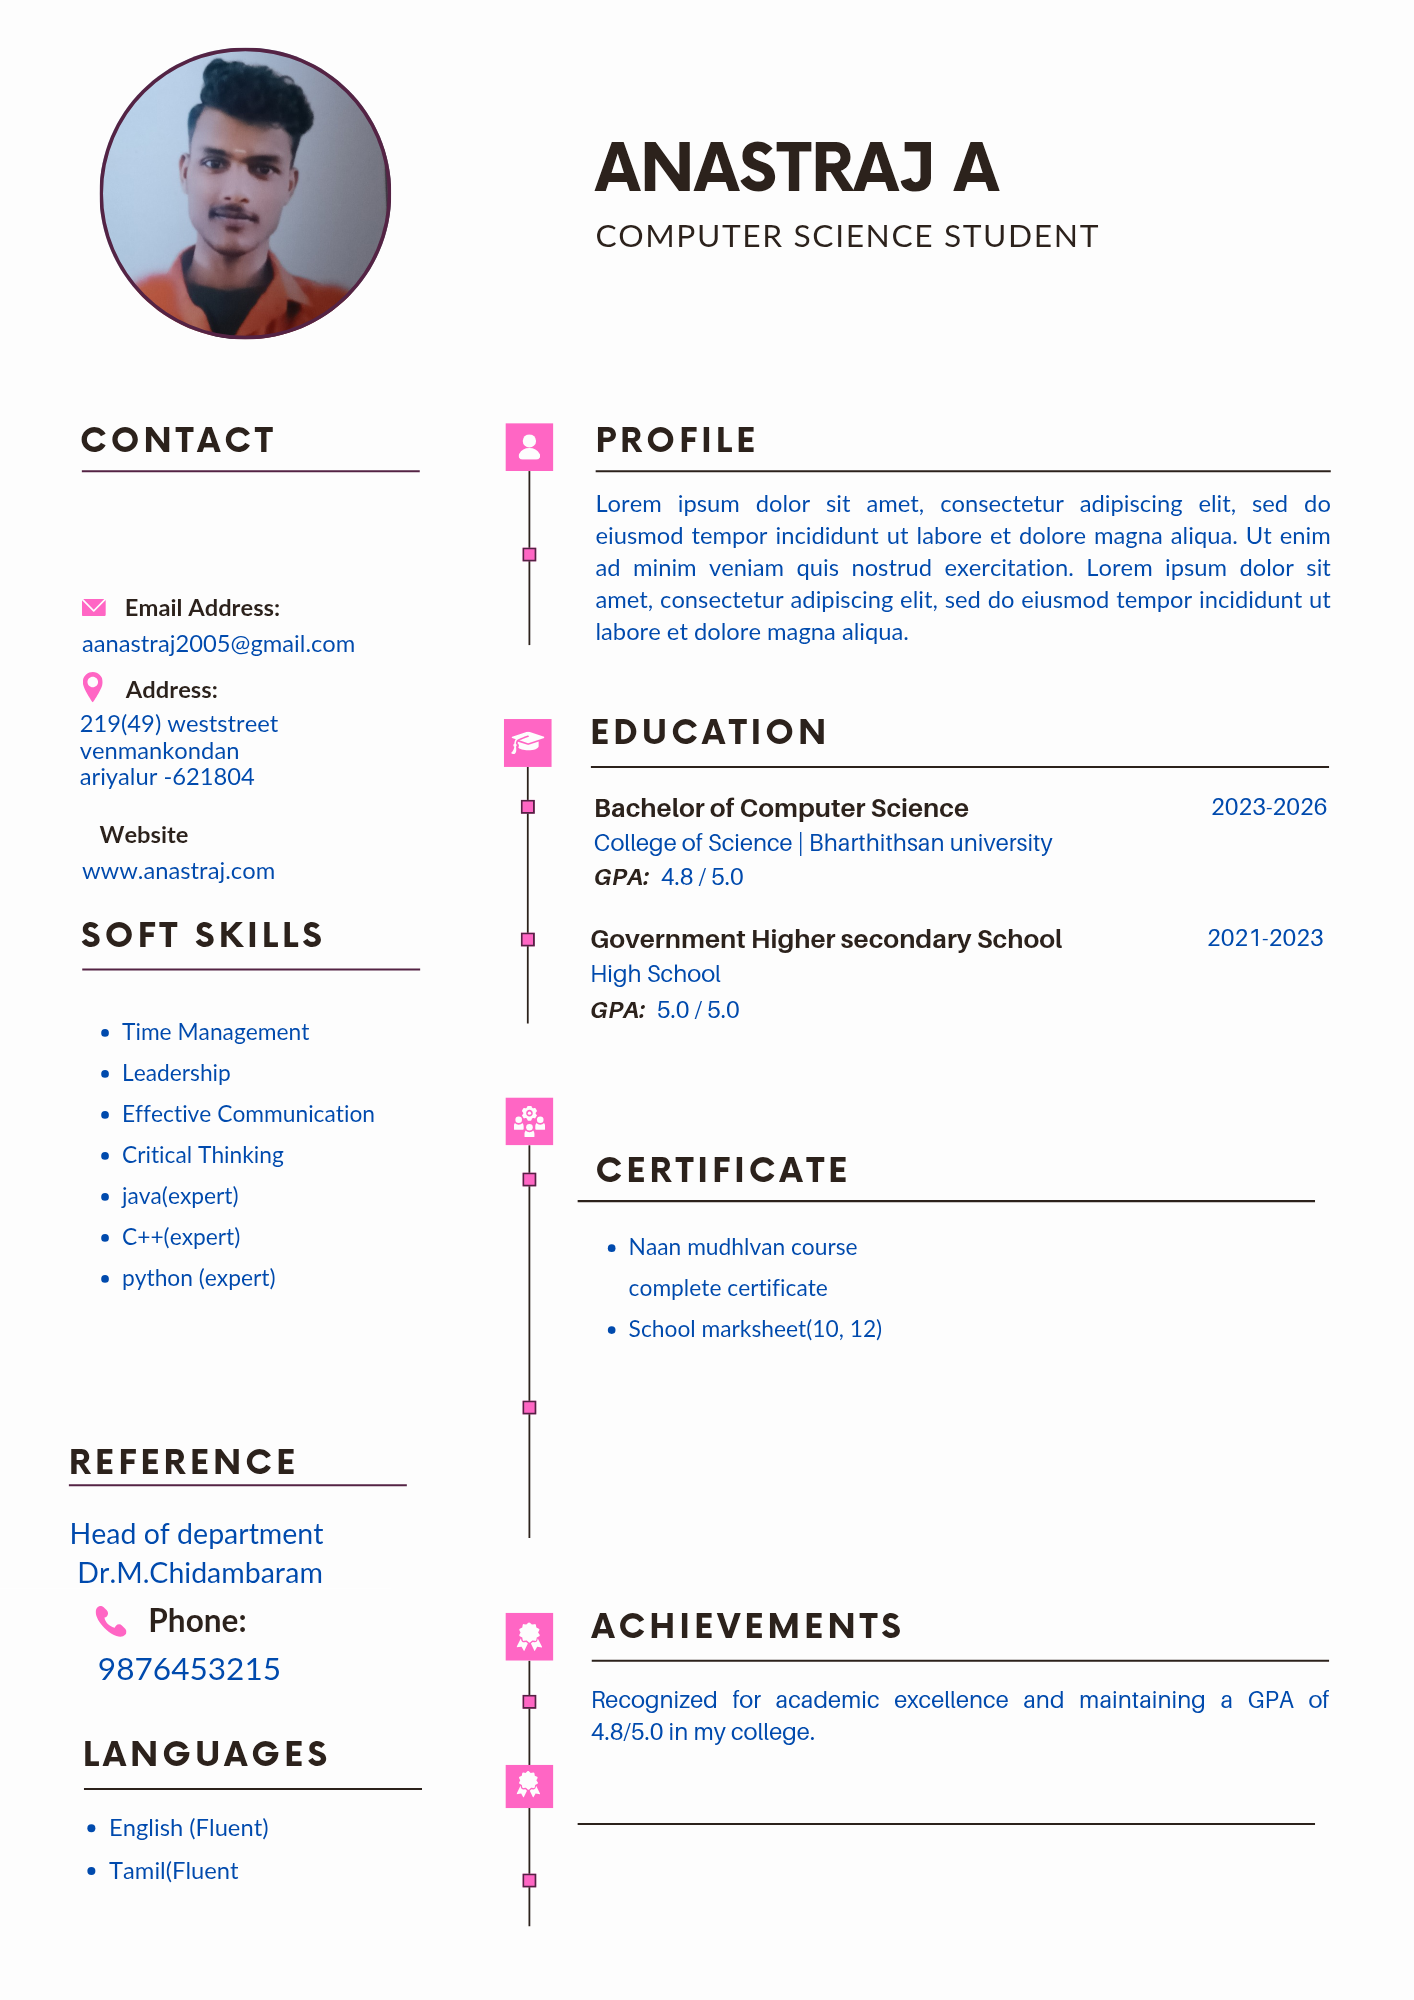 ANASTRAJ A
COMPUTER SCIENCE STUDENT
CONTACT
Email Address:
aanastraj2005@gmail.com
Address:
219(49) weststreet
venmankondan
ariyalur -621804
Website
www.anastraj.com
SOFT SKILLS
• Time Management
• Leadership
• Effective Communication
• Critical Thinking
• java(expert)
• C++(expert)
• python (expert)
REFERENCE
Head of department
Dr.M.Chidambaram
Phone:
9876453215
LANGUAGES
• English (Fluent)
• Tamil(Fluent
PROFILE
Lorem ipsum dolor sit amet, consectetur adipiscing elit, sed do
eiusmod tempor incididunt ut labore et dolore magna aliqua. Ut enim
ad minim veniam quis nostrud exercitation. Lorem ipsum dolor sit
amet, consectetur adipiscing elit, sed do eiusmod tempor incididunt ut
labore et dolore magna aliqua.
EDUCATION
Bachelor of Computer Science 2023-2026
College of Science | Bharthithsan university
GPA: 4.8 / 5.0
Government Higher secondary School 2021-2023
High School
GPA: 5.0 / 5.0
CERTIFICATE
• Naan mudhlvan course
complete certificate
• School marksheet(10, 12)
ACHIEVEMENTS
Recognized for academic excellence and maintaining a GPA of
4.8/5.0 in my college.